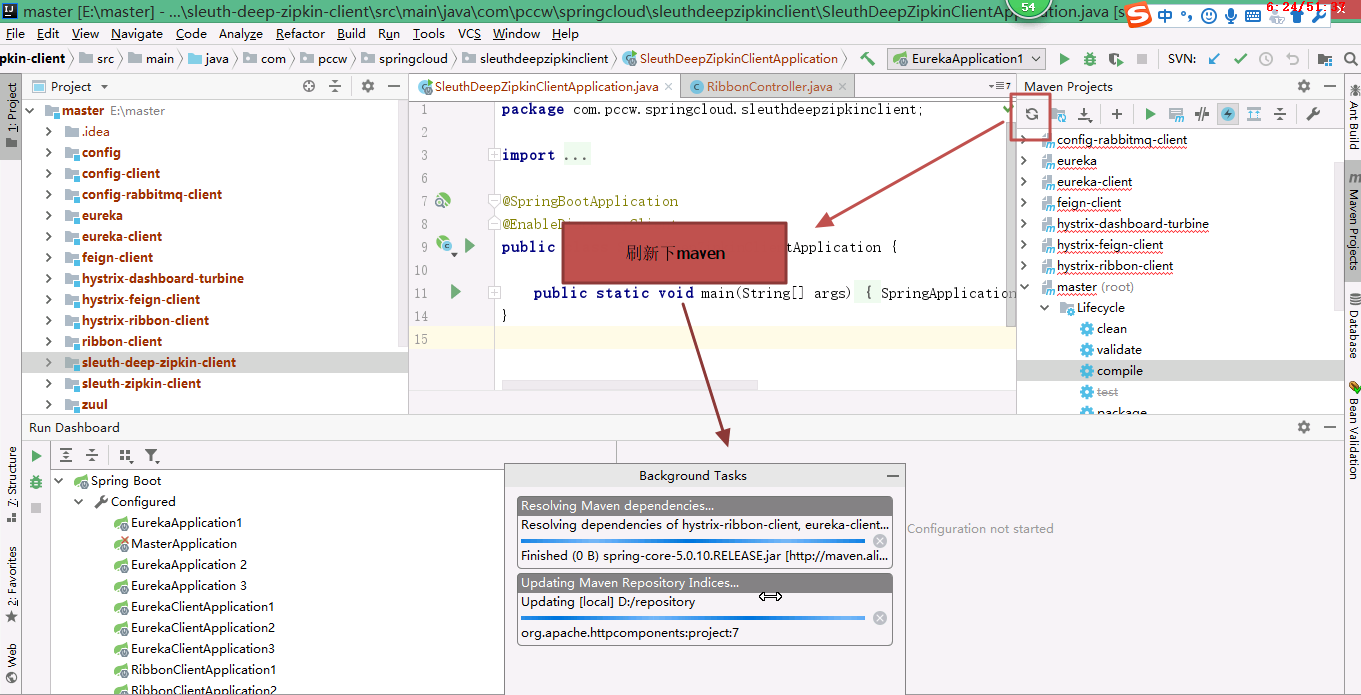 master [E:\master] - ...\sleuth-deep-zipkin-client\src\main\java\com\pccw\springcloud\sleuthdeepzipkinclient\SleuthDeepZipkinClientApplication.java [s
54
中
6:24/51:37
File Edit View Navigate Code Analyze Refactor Build Run Tools VCS Window Help
pkin-client src main java com pccw springcloud sleuthdeepzipkinclient SleuthDeepZipkinClientApplication EurekaApplication1 SVN:
1: Project
Project
SleuthDeepZipkinClientApplication.java
RibbonController.java
7
Maven Projects
master E:\master
.idea
config
config-client
config-rabbitmq-client
eureka
eureka-client
feign-client
hystrix-dashboard-turbine
hystrix-feign-client
hystrix-ribbon-client
ribbon-client
sleuth-deep-zipkin-client
sleuth-zipkin-client
zuul
1 package com.pccw.springcloud.sleuthdeepzipkinclient;
2
3 import ...
6
7 @SpringBootApplication
8
9 public tApplication {
10
11 public static void main(String[] args) { SpringApplication
14 }
15
刷新下maven
config-rabbitmq-client
eureka
eureka-client
feign-client
hystrix-dashboard-turbine
hystrix-feign-client
hystrix-ribbon-client
master (root)
Lifecycle
clean
validate
compile
test
package
Ant Build
Maven Projects
Database
Bean Validation
Run Dashboard
Z: Structure
2: Favorites
Web
Spring Boot
Configured
EurekaApplication1
MasterApplication
EurekaApplication 2
EurekaApplication 3
EurekaClientApplication1
EurekaClientApplication2
EurekaClientApplication3
RibbonClientApplication1
RibbonClientApplication2
Background Tasks
Resolving Maven dependencies...
Resolving dependencies of hystrix-ribbon-client, eureka-client...
Finished (0 B) spring-core-5.0.10.RELEASE.jar [http://maven.ali...
Updating Maven Repository Indices...
Updating [local] D:/repository
org.apache.httpcomponents:project:7
Configuration not started